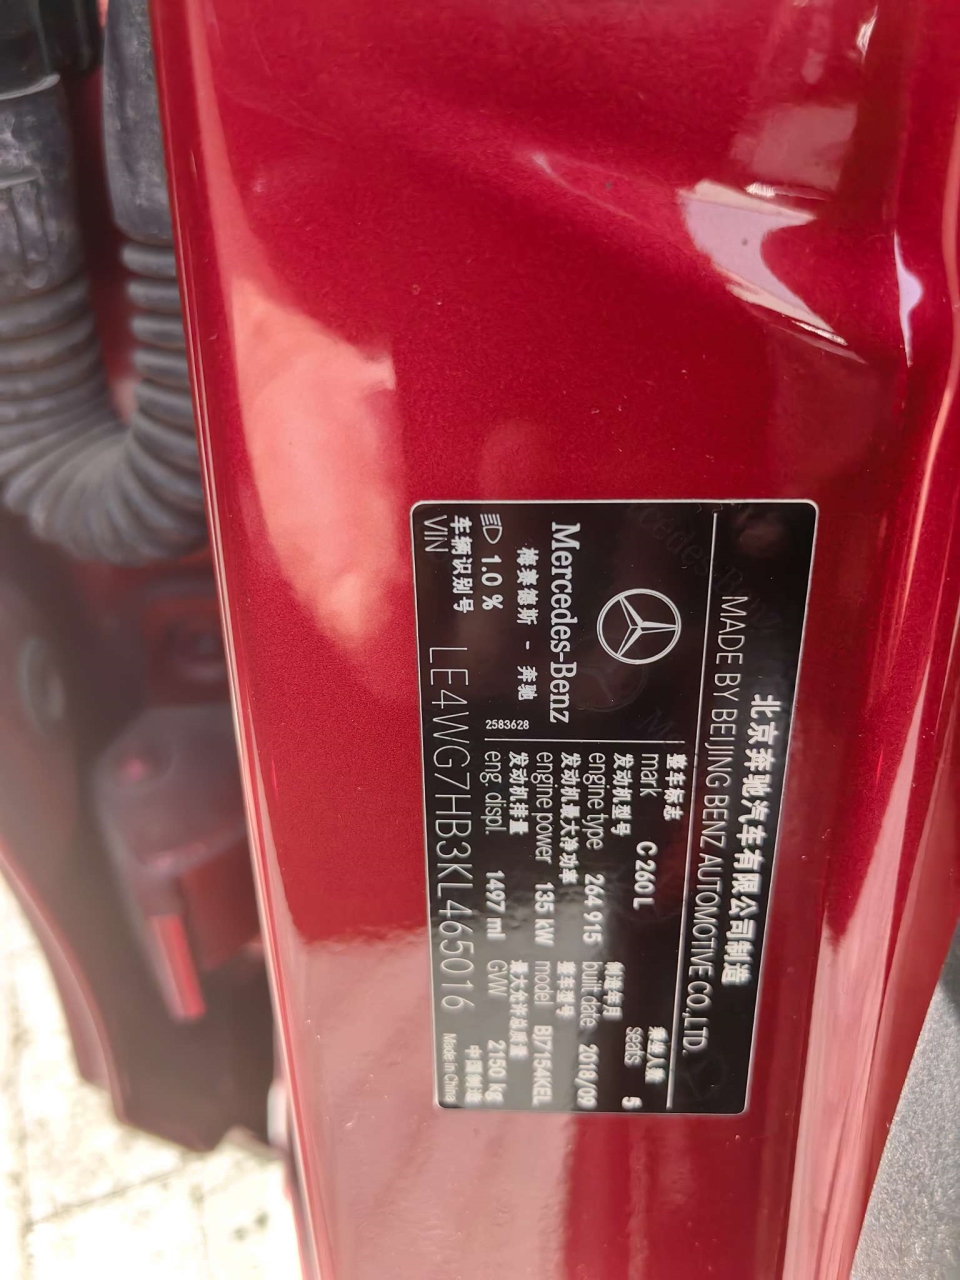 北京奔驰汽车有限公司制造
MADE BY BEIJING BENZ AUTOMOTIVE CO.,LTD.
Mercedes-Benz
梅赛德斯 - 奔驰
1.0 %
2583628
整车标志
mark C 260 L
乘坐人数
seats 5
发动机型号
engine type 264 915
制造年月
built date 2018/09
发动机最大净功率
engine power 135 kW
整车型号
model BJ7154KEL
发动机排量
eng. displ. 1497 ml
最大允许总质量
GVW 2150 kg
车辆识别号
VIN LE4WG7HB3KL465016
中国制造
Made in China